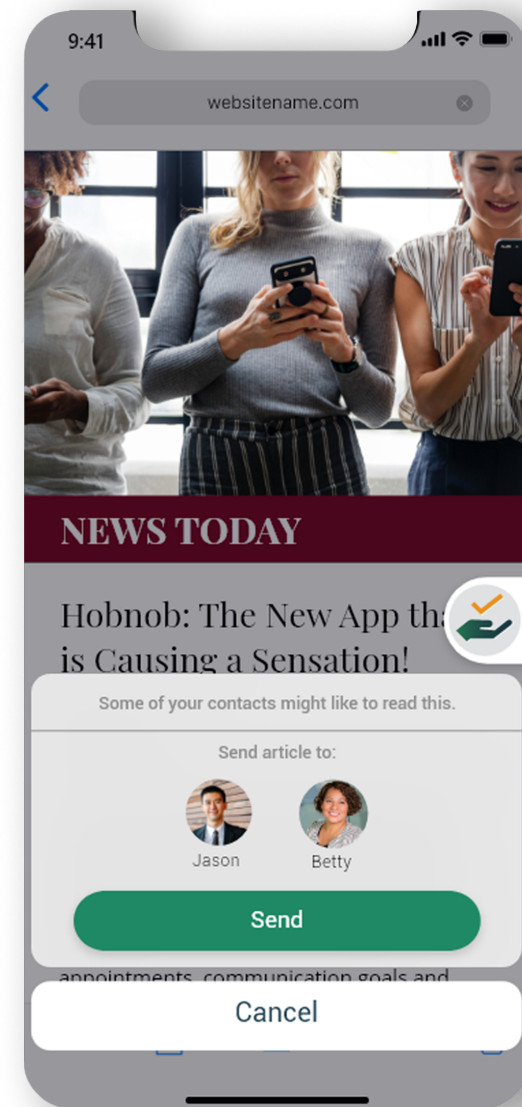 9:41
websitename.com
NEWS TODAY
Hobnob: The New App
is Causing a Sensation!
Some of your contacts might like to read this.
Send article to:
Jason
Betty
Send
appointments, communication goals and
Cancel